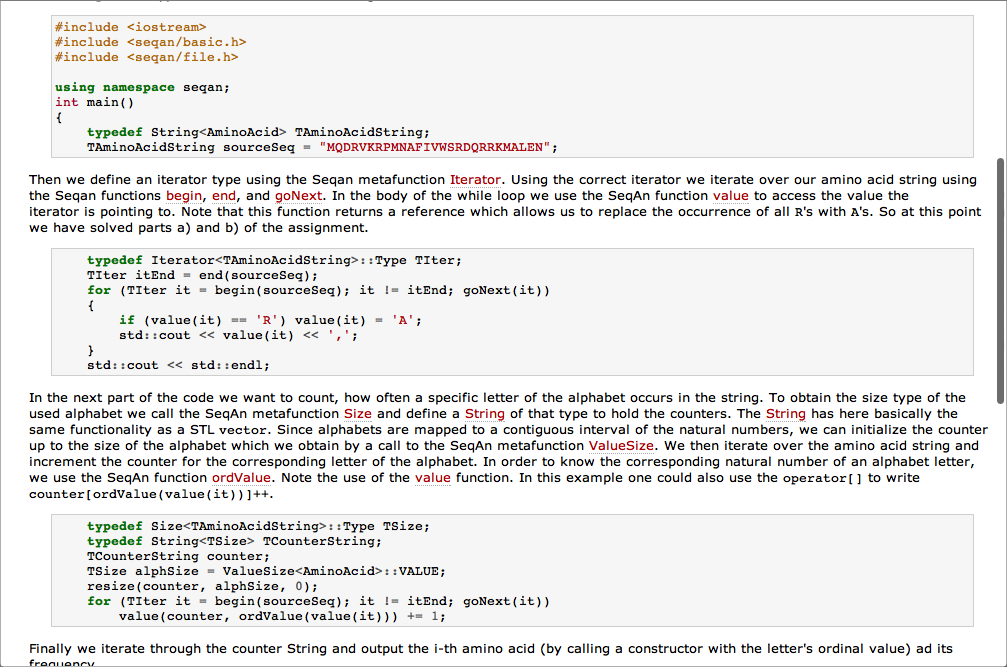 #include <iostream>
#include <seqan/basic.h>
#include <seqan/file.h>
using namespace seqan;
int main()
{
typedef String<AminoAcid> TAminoAcidString;
TAminoAcidString sourceSeq = "MQDRVKRPMNAFIVWSRDQRRKMALEN";
Then we define an iterator type using the Seqan metafunction Iterator. Using the correct iterator we iterate over our amino acid string using
the Seqan functions begin, end, and goNext. In the body of the while loop we use the SeqAn function value to access the value the
iterator is pointing to. Note that this function returns a reference which allows us to replace the occurrence of all R's with A's. So at this point
we have solved parts a) and b) of the assignment.
typedef Iterator<TAminoAcidString>::Type TIter;
TIter itEnd = end(sourceSeq);
for (TIter it = begin(sourceSeq); it != itEnd; goNext(it))
{
if (value(it) == 'R') value(it) = 'A';
std::cout << value(it) << ',';
}
std::cout << std::endl;
In the next part of the code we want to count, how often a specific letter of the alphabet occurs in the string. To obtain the size type of the
used alphabet we call the SeqAn metafunction Size and define a String of that type to hold the counters. The String has here basically the
same functionality as a STL vector. Since alphabets are mapped to a contiguous interval of the natural numbers, we can initialize the counter
up to the size of the alphabet which we obtain by a call to the SeqAn metafunction ValueSize. We then iterate over the amino acid string and
increment the counter for the corresponding letter of the alphabet. In order to know the corresponding natural number of an alphabet letter,
we use the SeqAn function ordValue. Note the use of the value function. In this example one could also use the operator[] to write
counter[ordValue(value(it))]++.
typedef Size<TAminoAcidString>::Type TSize;
typedef String<TSize> TCounterString;
TCounterString counter;
TSize alphSize = ValueSize<AminoAcid>::VALUE;
resize(counter, alphSize, 0);
for (TIter it = begin(sourceSeq); it != itEnd; goNext(it))
value(counter, ordValue(value(it))) += 1;
Finally we iterate through the counter String and output the i-th amino acid (by calling a constructor with the letter's ordinal value) ad its
frequency